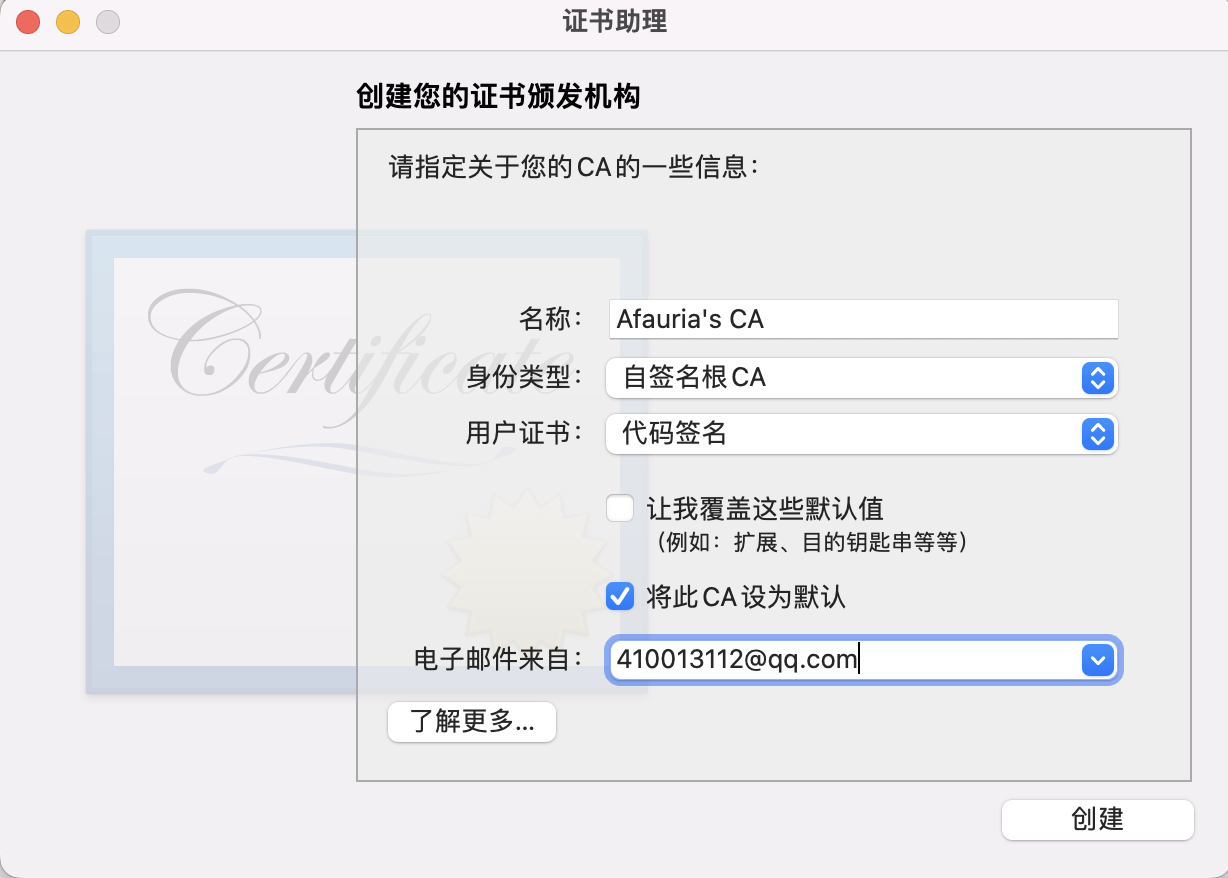 证书助理
创建您的证书颁发机构
请指定关于您的CA的一些信息：
Certificate
名称： Afauria's CA
身份类型： 自签名根CA
用户证书： 代码签名
让我覆盖这些默认值
（例如：扩展、目的钥匙串等等）
将此CA设为默认
电子邮件来自： 410013112@qq.com
了解更多...
创建